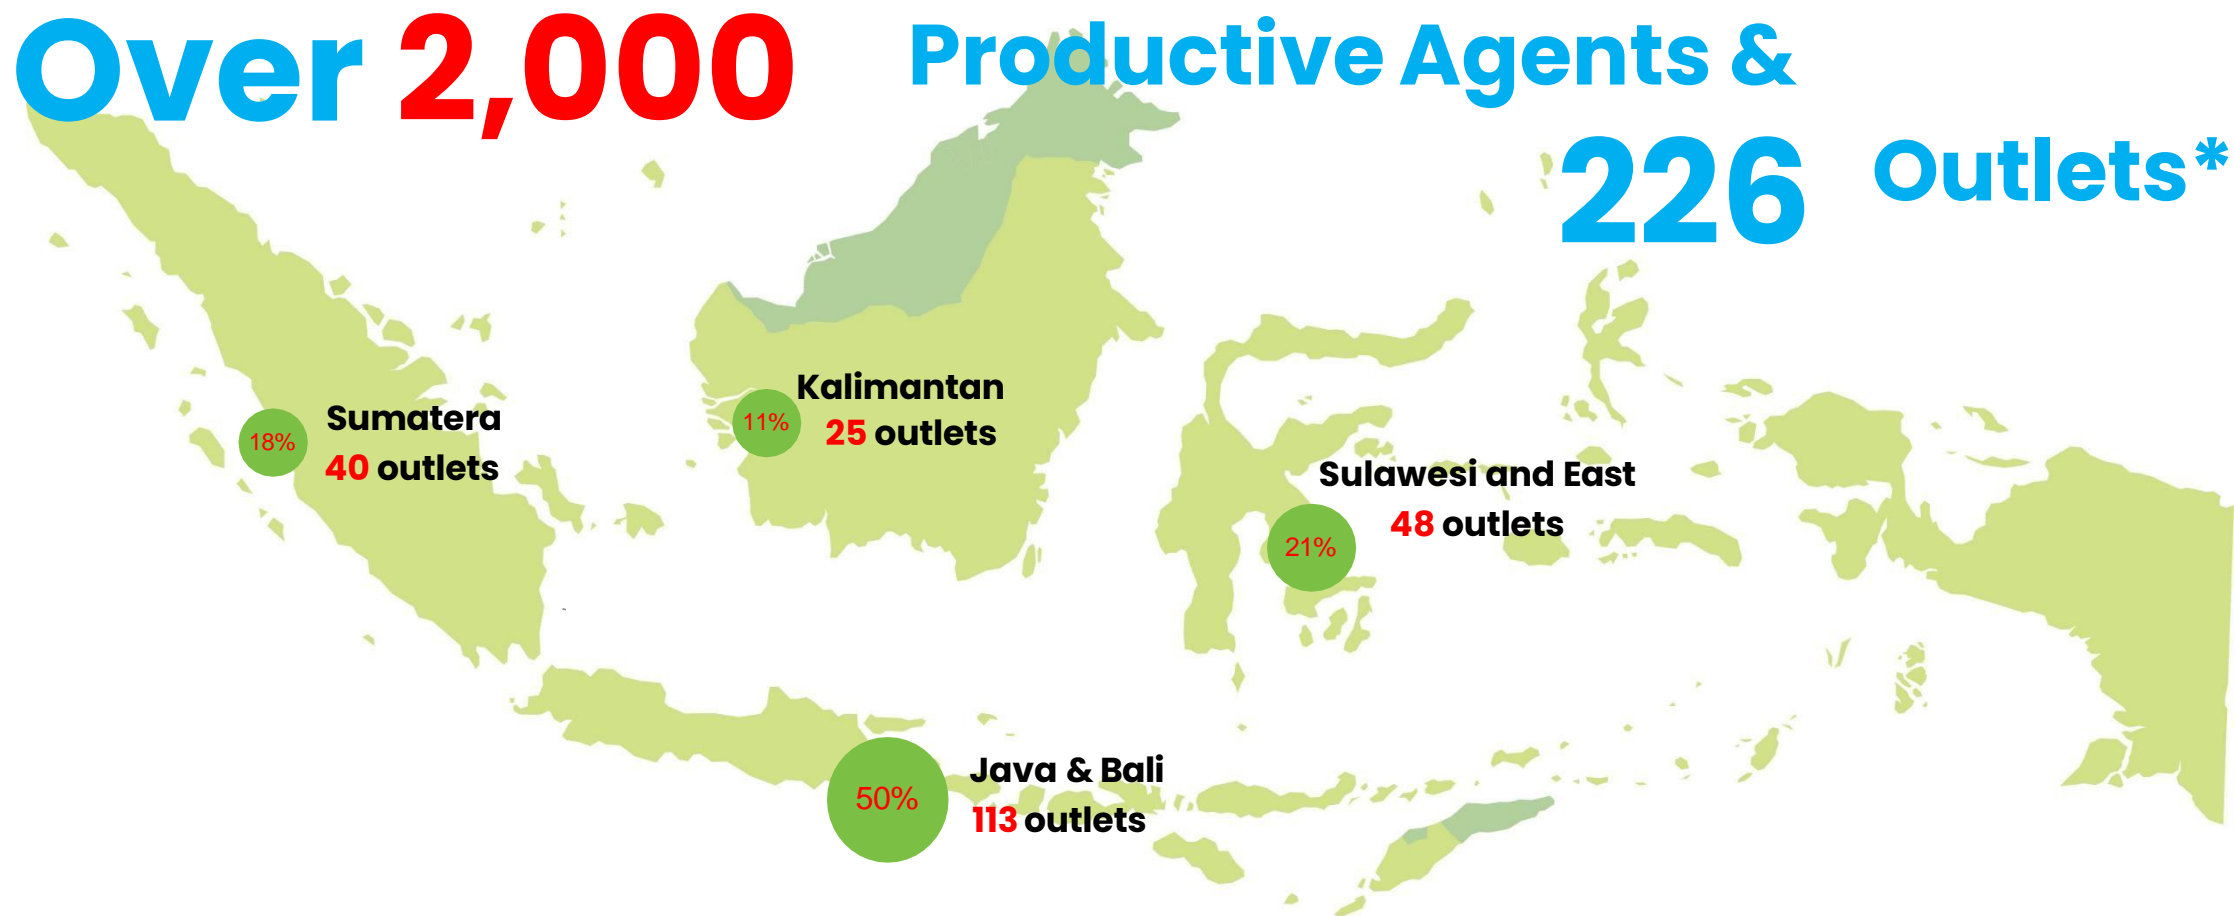 Over 2,000 Productive Agents &
226 Outlets*
Kalimantan
11%
25 outlets
Sumatera
18%
40 outlets
Sulawesi and East
48 outlets
21%
Java & Bali
50%
113 outlets